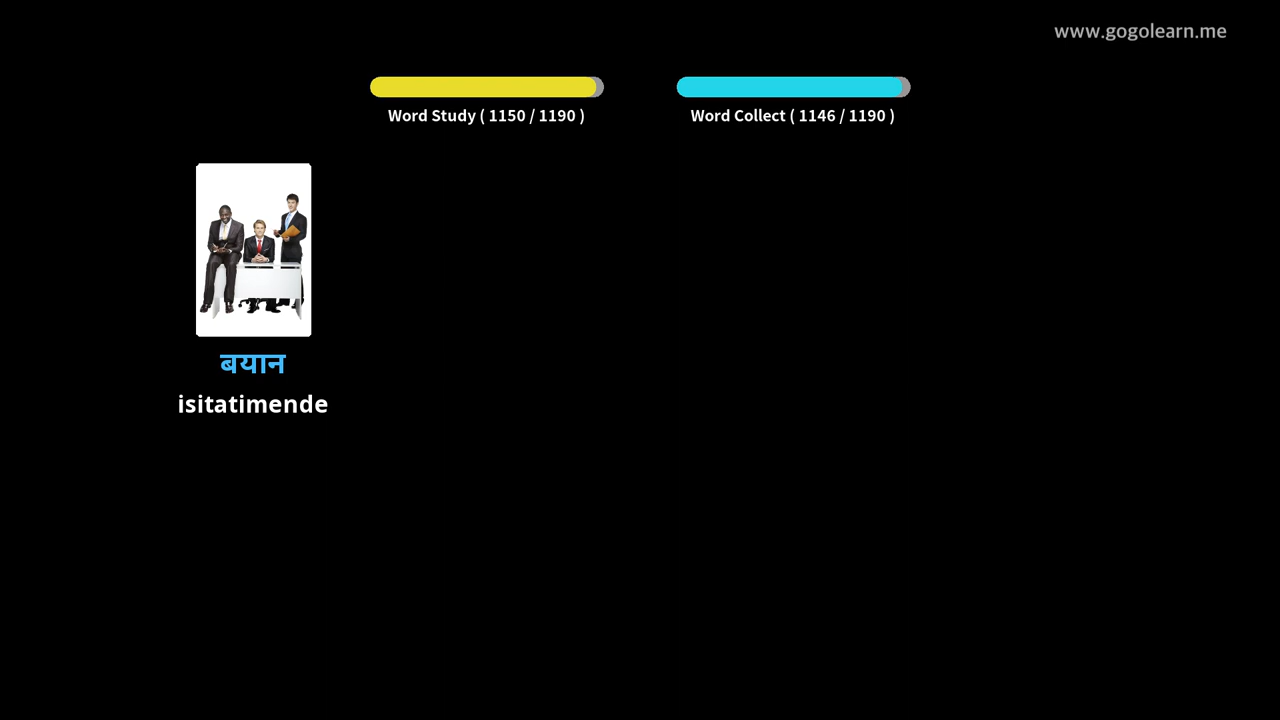 www.gogolearn.me
Word Study ( 1150 / 1190 )
Word Collect ( 1146 / 1190 )
बयान
isitatimende